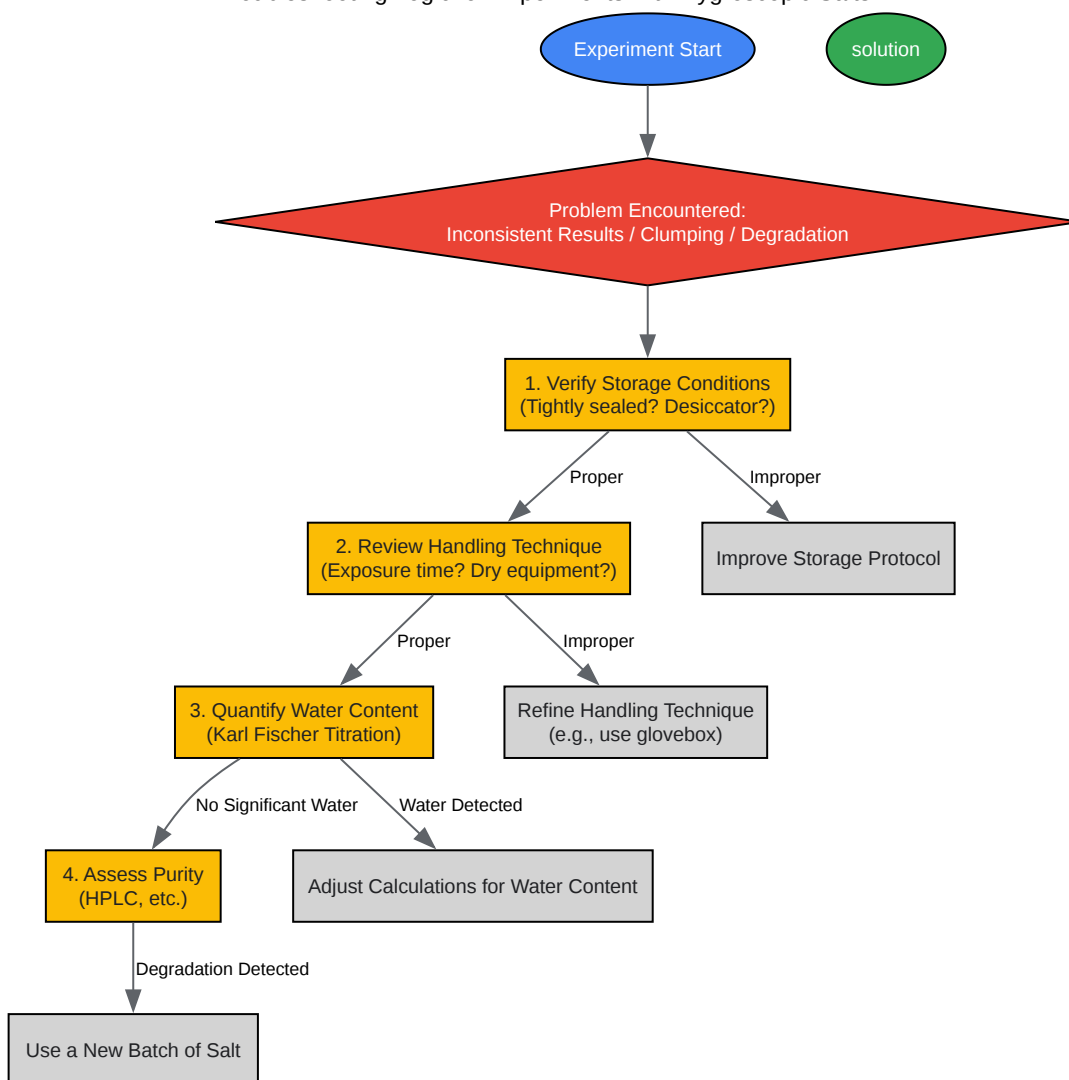 Experiment Start
solution
Problem Encountered:
Inconsistent Results / Clumping / Degradation
1. Verify Storage Conditions
(Tightly sealed? Desiccator?)
Proper
Improper
2. Review Handling Technique
(Exposure time? Dry equipment?)
Improve Storage Protocol
Proper
Improper
3. Quantify Water Content
(Karl Fischer Titration)
Refine Handling Technique
(e.g., use glovebox)
No Significant Water
Water Detected
4. Assess Purity
(HPLC, etc.)
Adjust Calculations for Water Content
Degradation Detected
Use a New Batch of Salt